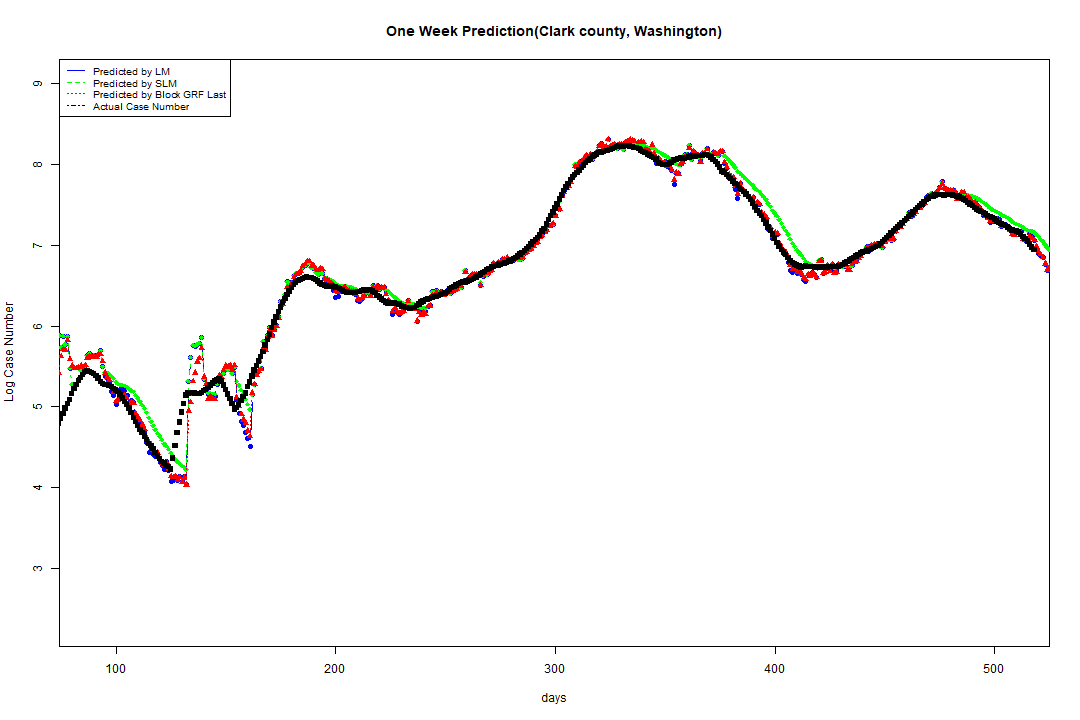 One Week Prediction(Clark county, Washington)
Predicted by LM
Predicted by SLM
Predicted by Block GRF Last
Actual Case Number
9
8
7
6
5
4
3
Log Case Number
100 200 300 400 500
days